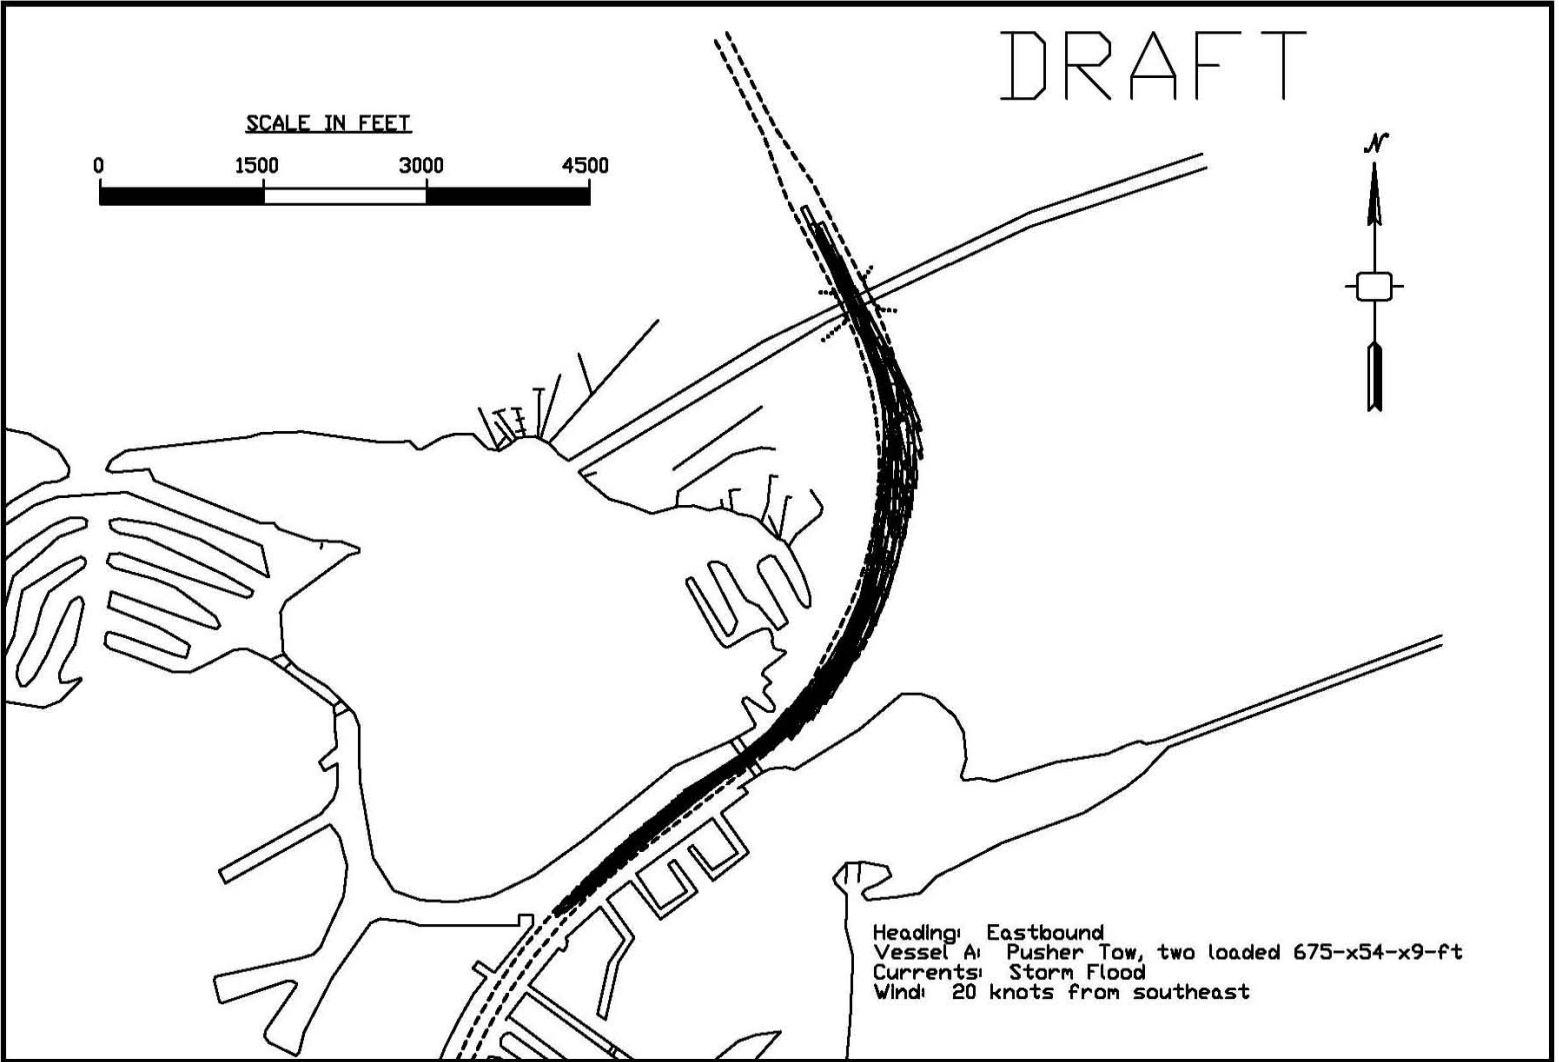 DRAFT
SCALE IN FEET
0 1500 3000 4500
N
Heading: Eastbound
Vessel A: Pusher Tow, two loaded 675-x54-x9-ft
Currents: Storm Flood
Wind: 20 knots from southeast